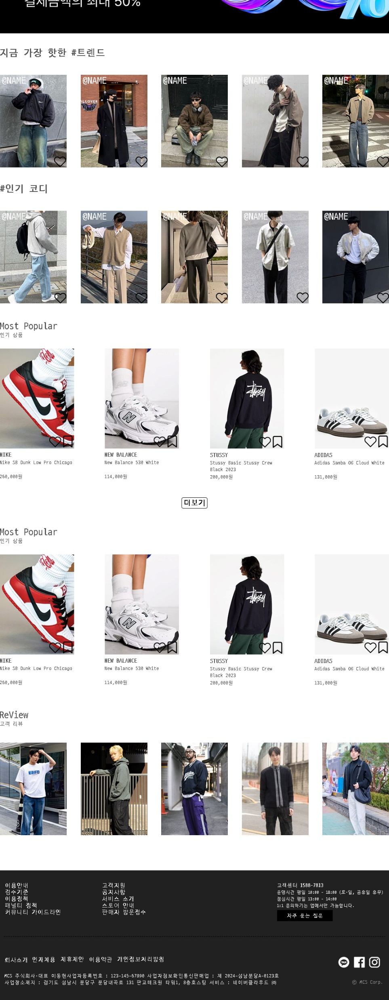 결제금액의 최대 50%
지금 가장 핫한 #트렌드
@NAME @NAME @NAME @NAME @NAME
ALLOVER
#인기 코디
@NAME @NAME @NAME @NAME @NAME
Most Popular
인기 상품
NIKE
Nike SB Dunk Low Pro Chicago
260,000원
NEW BALANCE
New Balance 530 White
114,000원
STUSSY
Stussy Basic Stussy Crew
Black 2023
200,000원
ADIDAS
Adidas Samba OG Cloud White
131,000원
더보기
Most Popular
인기 상품
NIKE
Nike SB Dunk Low Pro Chicago
260,000원
NEW BALANCE
New Balance 530 White
114,000원
STUSSY
Stussy Basic Stussy Crew
Black 2023
200,000원
ADIDAS
Adidas Samba OG Cloud White
131,000원
ReView
고객 리뷰
EBFD
이용안내
검수기준
이용정책
패널티 정책
커뮤니티 가이드라인
고객지원
공지사항
서비스 소개
스토어 안내
판매자 방문접수
고객센터 1588-7813
운영시간 평일 10:00 - 18:00 (토·일, 공휴일 휴무)
점심시간 평일 13:00 - 14:00
1:1 문의하기는 앱에서만 가능합니다.
자주 묻는 질문
회사소개 인재채용 제휴제안 이용약관 개인정보처리방침
TALK
MCS 주식회사·대표 이동현사업자등록번호 : 123-145-67890 사업자정보확인통신판매업 : 제 2024-성남분당A-0123호
사업장소재지 : 경기도 성남시 분당구 분당내곡로 131 판교테크원 타워1, 8층호스팅 서비스 : 네이버클라우드 ㈜
© MCS Corp.